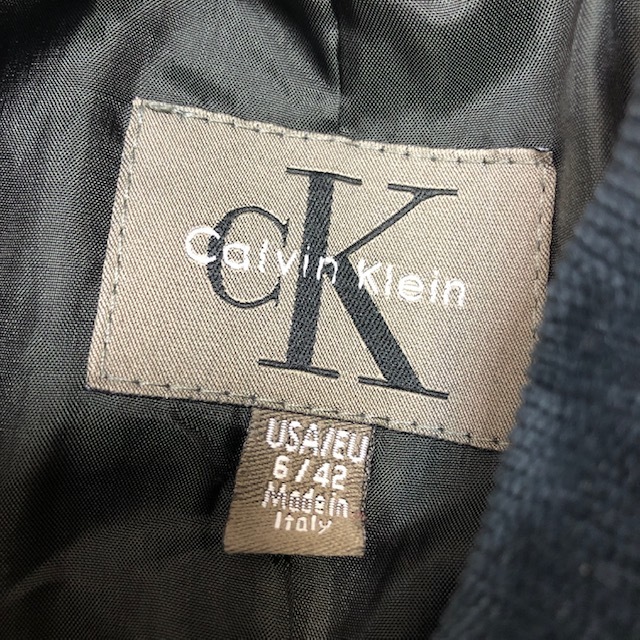 cK
Calvin Klein
USA/EU
6/42
Made in
Italy